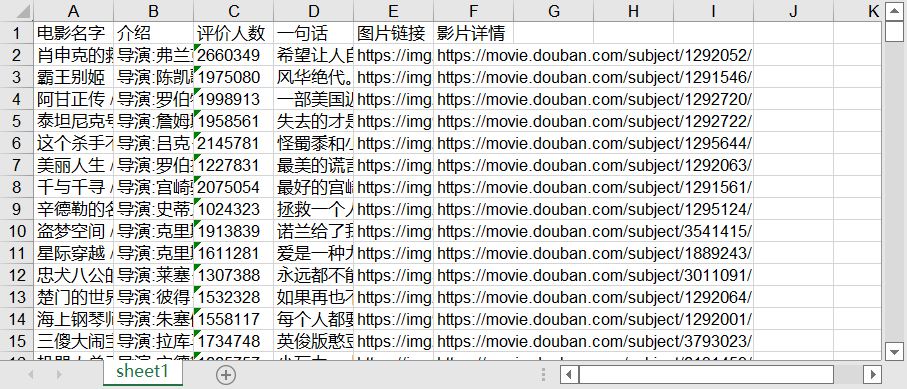 A B C D E F G H I J K
1 电影名字 介绍 评价人数 一句话 图片链接 影片详情
2 肖申克的 导演:弗兰 2660349 希望让人 https://img https://movie.douban.com/subject/1292052/
3 霸王别姬 导演:陈凯 1975080 风华绝代。 https://img https://movie.douban.com/subject/1291546/
4 阿甘正传 / 导演:罗伯 1998913 一部美国 https://img https://movie.douban.com/subject/1292720/
5 泰坦尼克号 导演:詹姆 1958561 失去的才是 https://img https://movie.douban.com/subject/1292722/
6 这个杀手不 导演:吕克 2145781 怪蜀黍和小 https://img https://movie.douban.com/subject/1295644/
7 美丽人生 / 导演:罗伯 1227831 最美的谎言 https://img https://movie.douban.com/subject/1292063/
8 千与千寻 / 导演:宫崎 2075054 最好的宫崎 https://img https://movie.douban.com/subject/1291561/
9 辛德勒的名 导演:史蒂 1024323 拯救一个人 https://img https://movie.douban.com/subject/1295124/
10 盗梦空间 / 导演:克里 1913839 诺兰给了我 https://img https://movie.douban.com/subject/3541415/
11 星际穿越 / 导演:克里 1611281 爱是一种力 https://img https://movie.douban.com/subject/1889243/
12 忠犬八公的 导演:莱塞 1307388 永远都不能 https://img https://movie.douban.com/subject/3011091/
13 楚门的世界 导演:彼得 1532328 如果再也不 https://img https://movie.douban.com/subject/1292064/
14 海上钢琴师 导演:朱塞 1558117 每个人都要 https://img https://movie.douban.com/subject/1292001/
15 三傻大闹宝 导演:拉库 1734748 英俊版憨豆 https://img https://movie.douban.com/subject/3793023/
sheet1